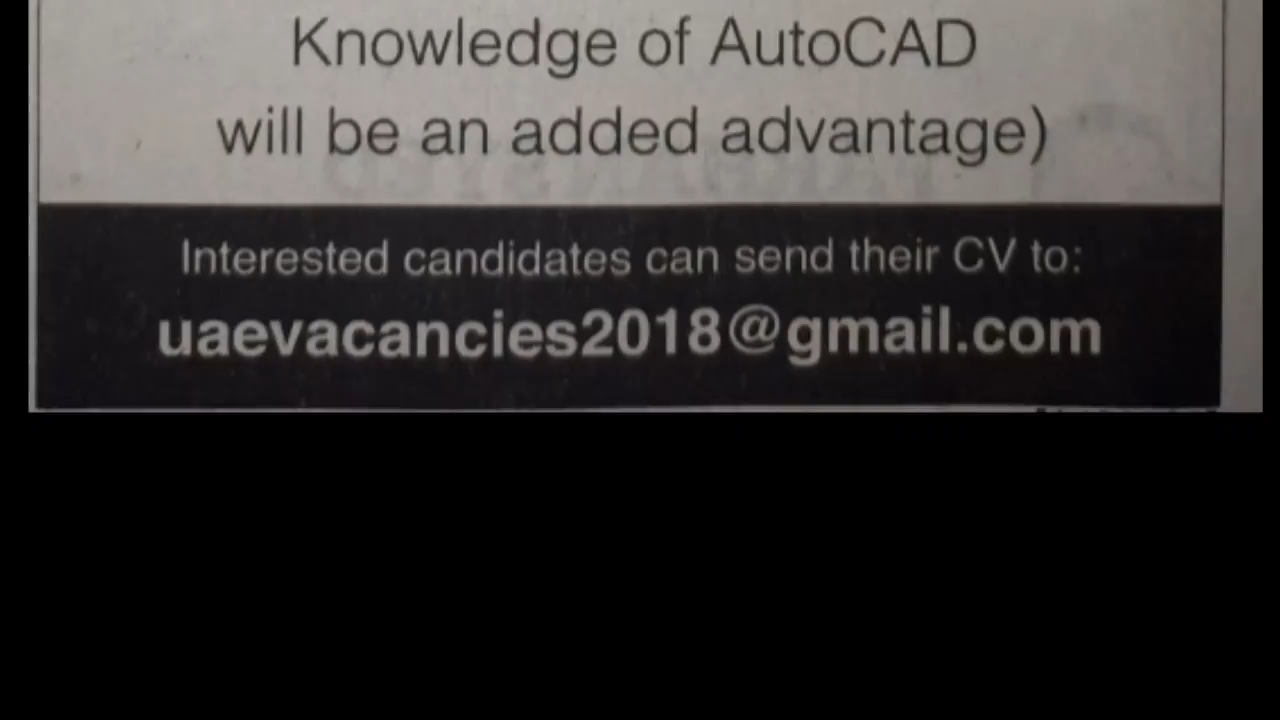 Knowledge of AutoCAD
will be an added advantage)
Interested candidates can send their CV to:
uaevacancies2018@gmail.com